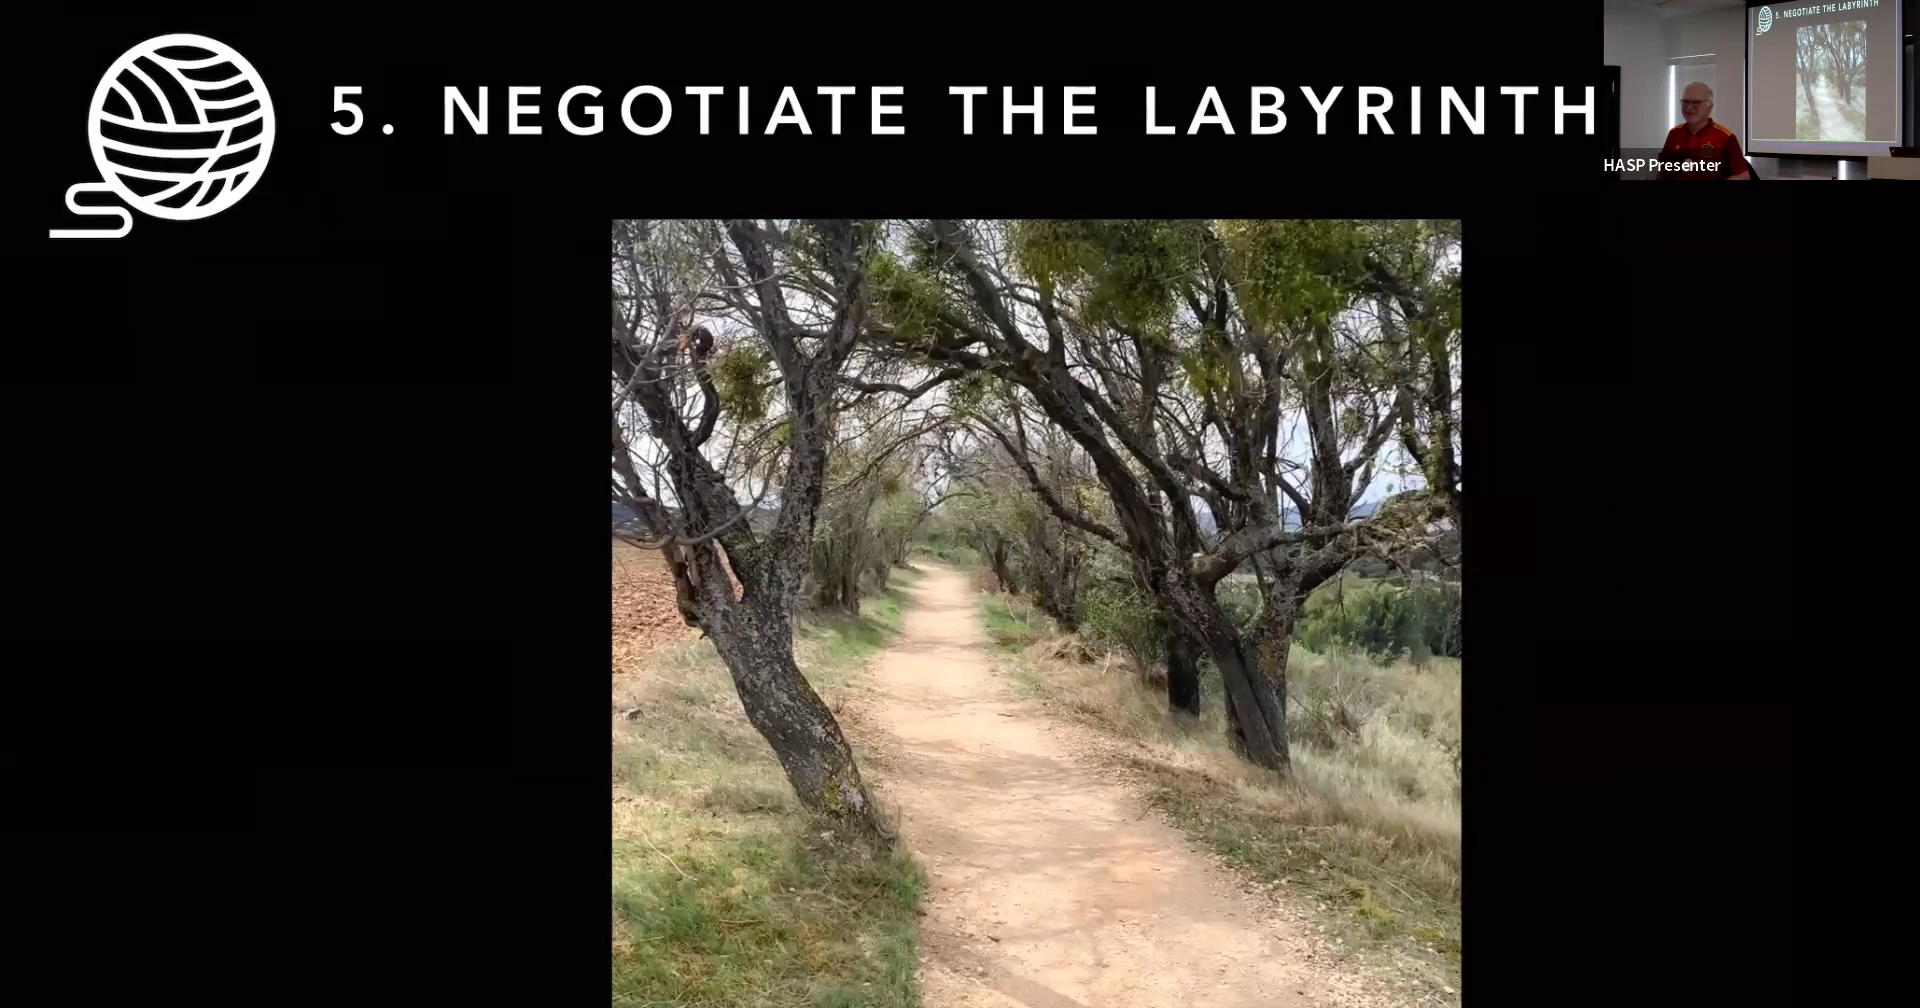 5. NEGOTIATE THE LABYRINTH
5. NEGOTIATE THE LABYRINTH
HASP Presenter